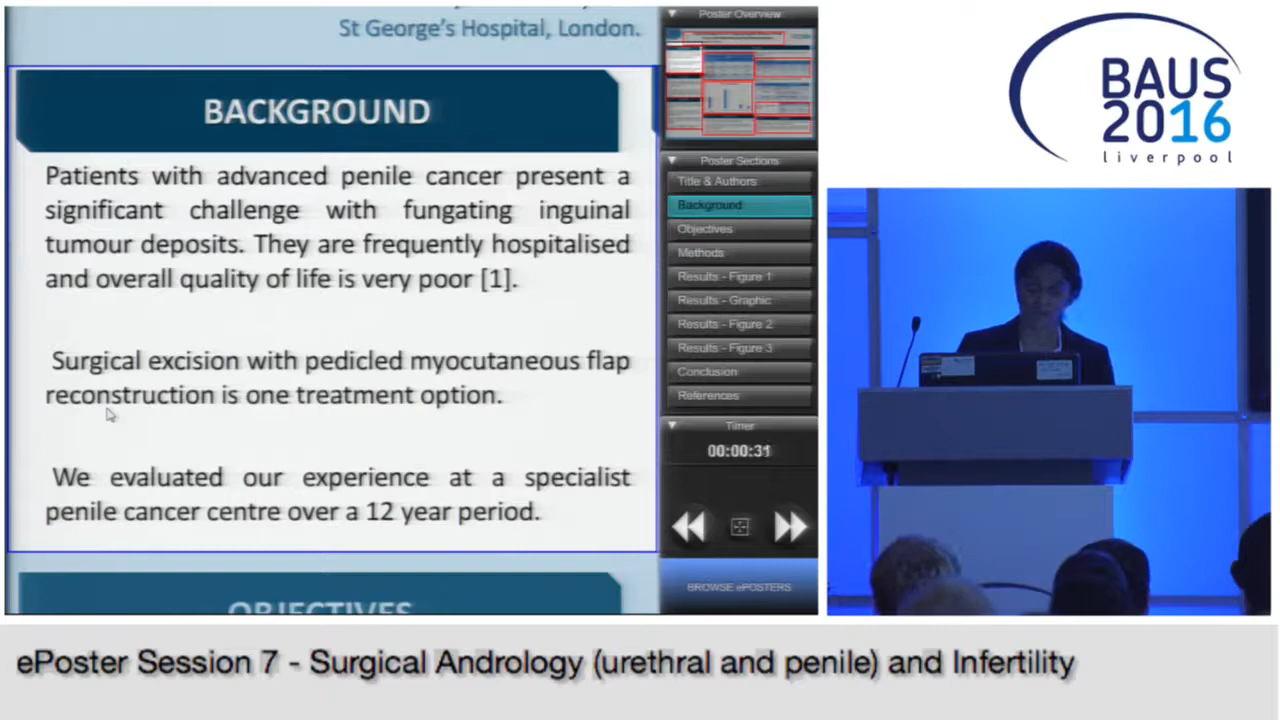 St George's Hospital, London.
BACKGROUND
Patients with advanced penile cancer present a
significant challenge with fungating inguinal
tumour deposits. They are frequently hospitalised
and overall quality of life is very poor [1].
Surgical excision with pedicled myocutaneous flap
reconstruction is one treatment option.
We evaluated our experience at a specialist
penile cancer centre over a 12 year period.
OBJECTIVES
Poster Overview
Poster Sections
Title & Authors
Background
Objectives
Methods
Results - Figure 1
Results - Graphic
Results - Figure 2
Results - Figure 3
Conclusion
References
Timer
00:00:31
BROWSE ePOSTERS
BAUS
2016
liverpool
ePoster Session 7 - Surgical Andrology (urethral and penile) and Infertility